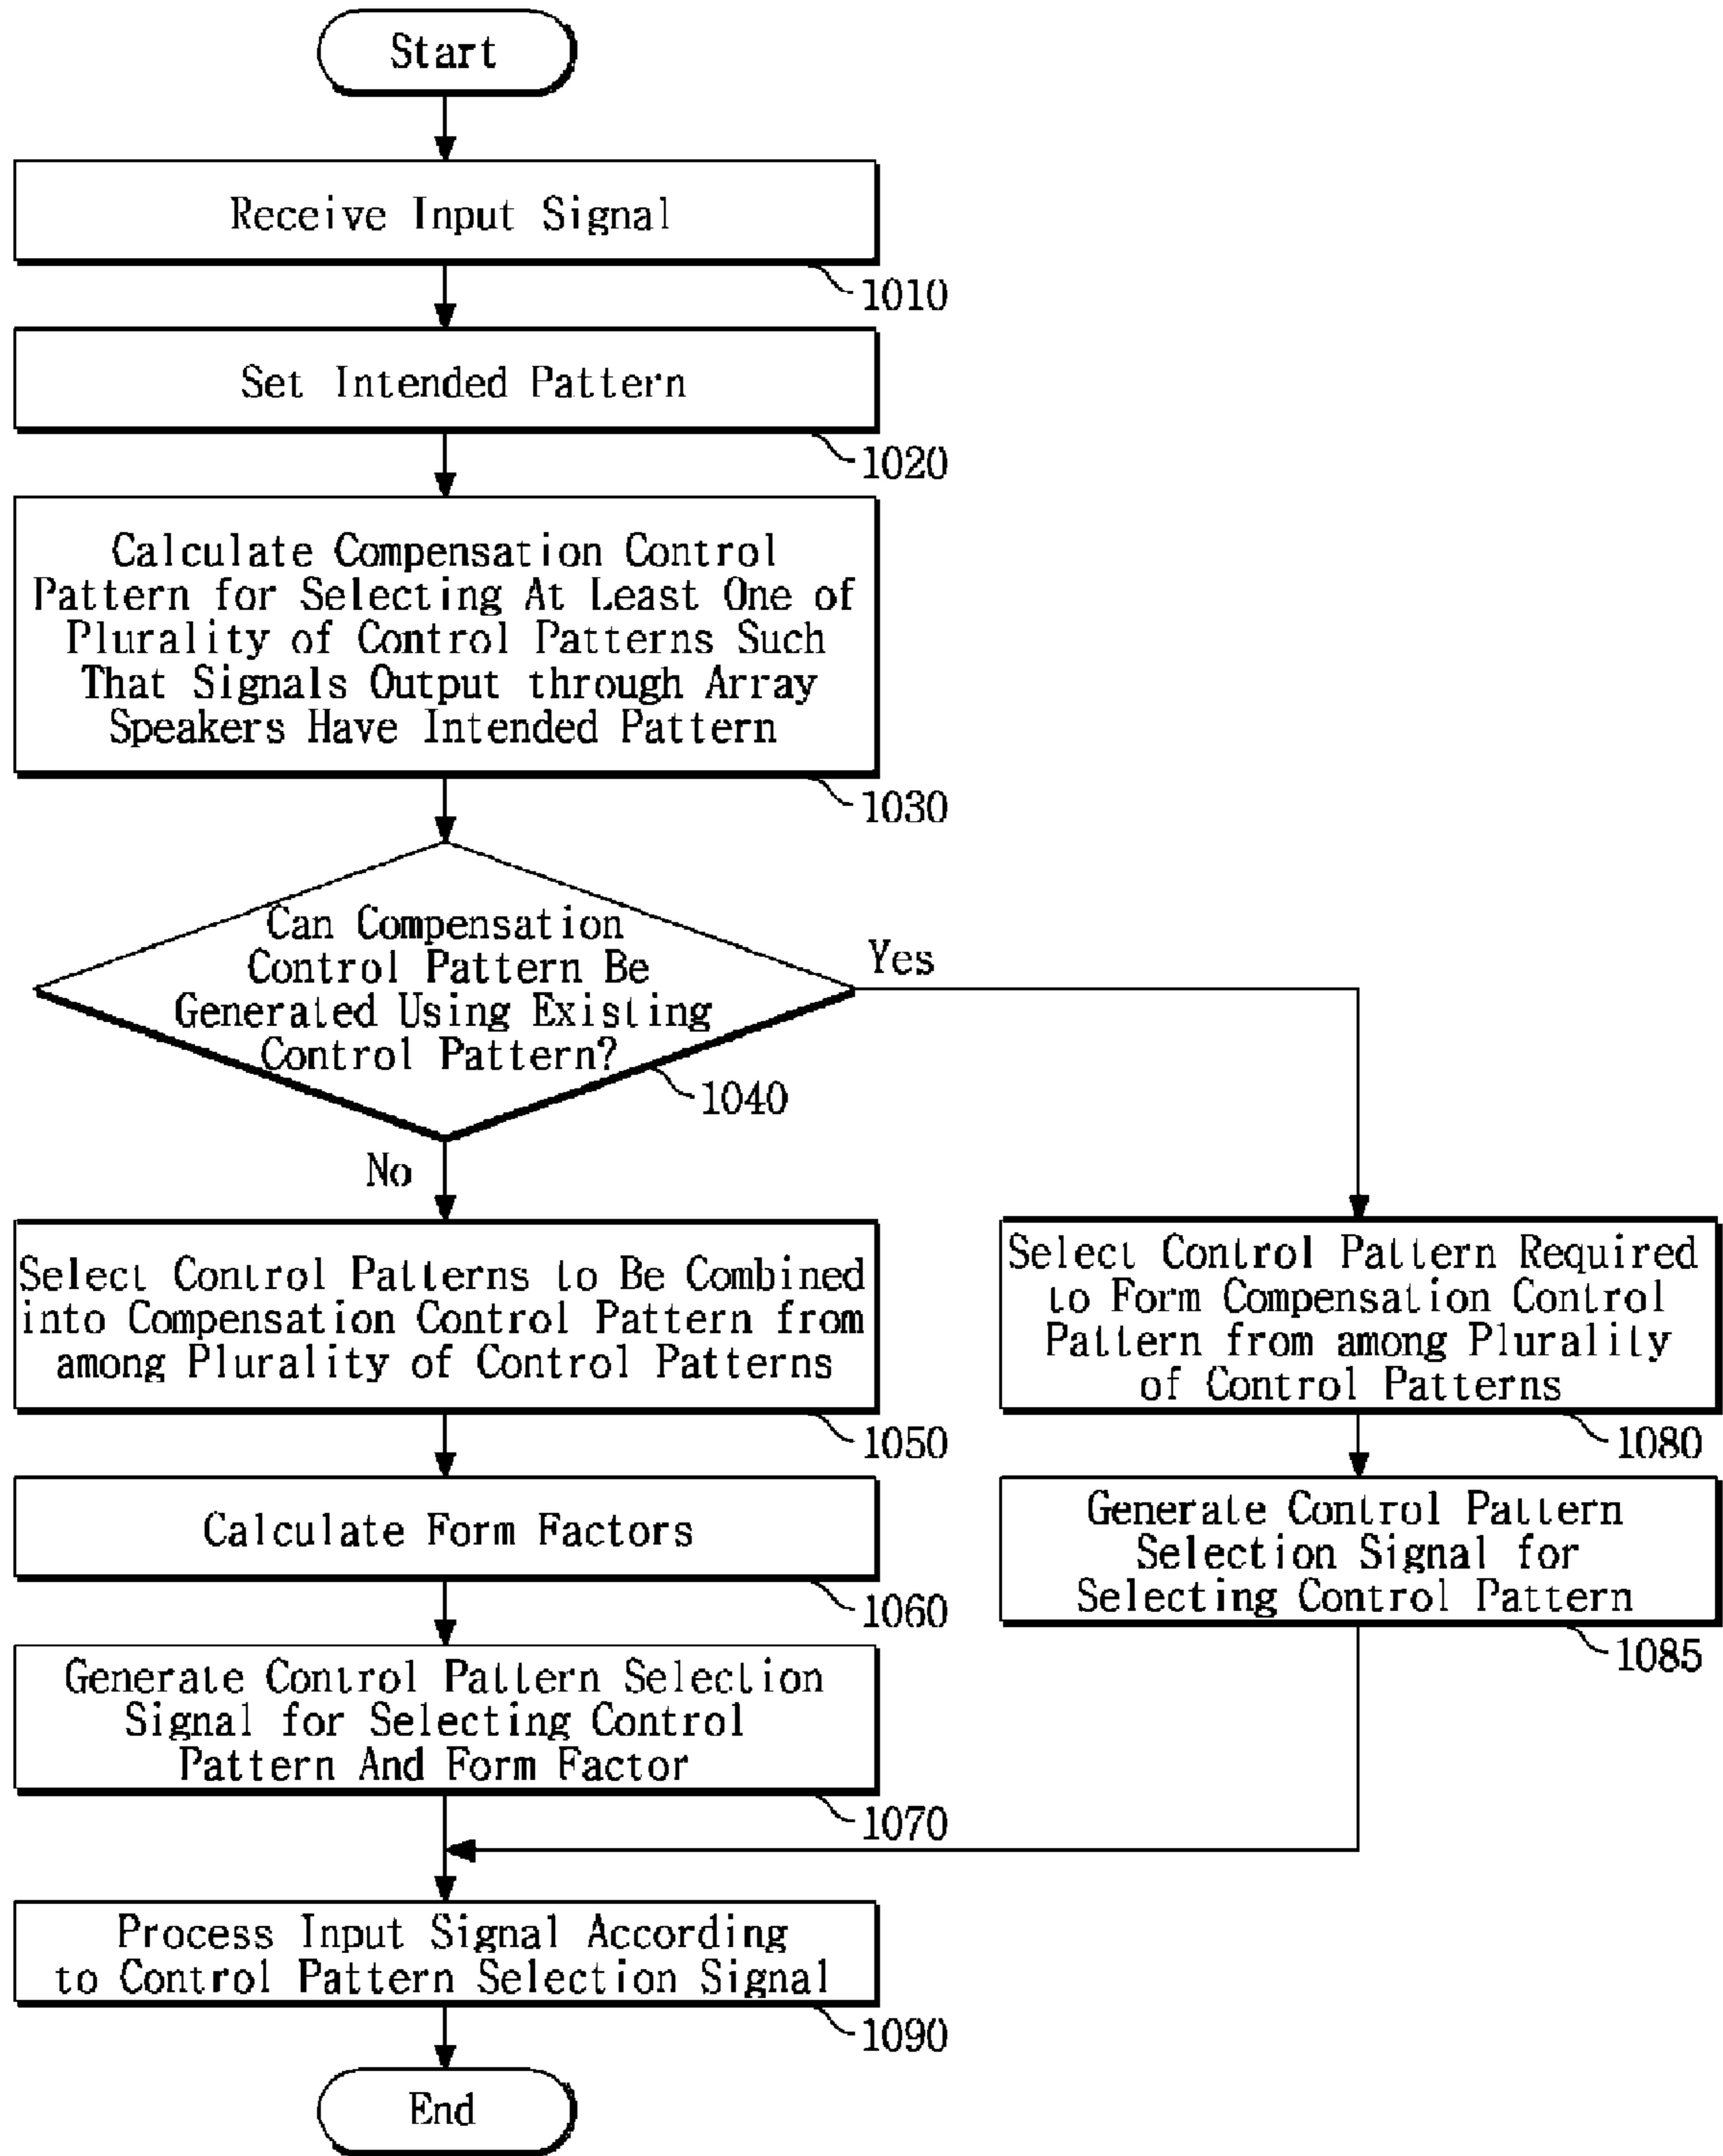 Start
Receive Input Signal
1010
Set Intended Pattern
1020
Calculate Compensation Control
Pattern for Selecting At Least One of
Plurality of Control Patterns Such
That Signals Output through Array
Speakers Have Intended Pattern
1030
Can Compensation
Control Pattern Be
Generated Using Existing
Control Pattern?
1040
Yes
No
Select Control Patterns to Be Combined
into Compensation Control Pattern from
among Plurality of Control Patterns
1050
Calculate Form Factors
1060
Generate Control Pattern Selection
Signal for Selecting Control
Pattern And Form Factor
1070
Select Control Pattern Required
to Form Compensation Control
Pattern from among Plurality
of Control Patterns
1080
Generate Control Pattern
Selection Signal for
Selecting Control Pattern
1085
Process Input Signal According
to Control Pattern Selection Signal
1090
End